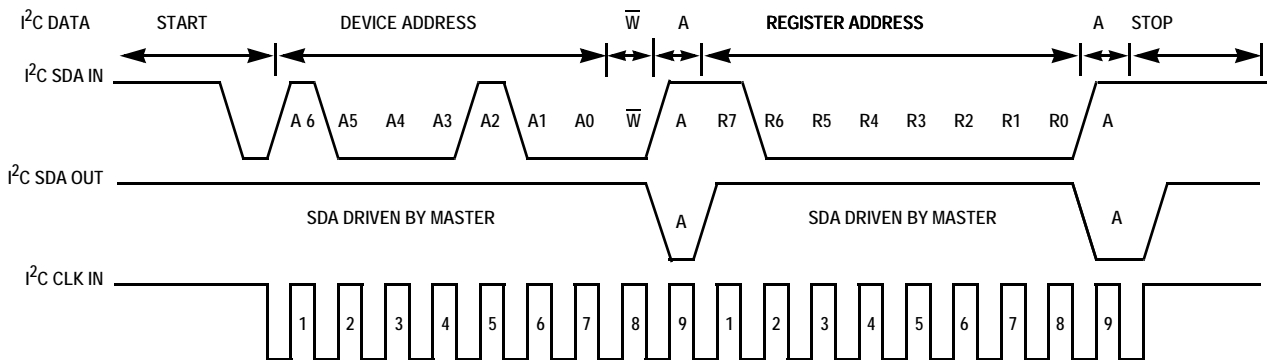 I²C DATA START DEVICE ADDRESS W̅ A REGISTER ADDRESS A STOP
I²C SDA IN
A 6 A5 A4 A3 A2 A1 A0 W̅ A R7 R6 R5 R4 R3 R2 R1 R0 A
I²C SDA OUT
SDA DRIVEN BY MASTER A SDA DRIVEN BY MASTER A
I²C CLK IN
1 2 3 4 5 6 7 8 9 1 2 3 4 5 6 7 8 9